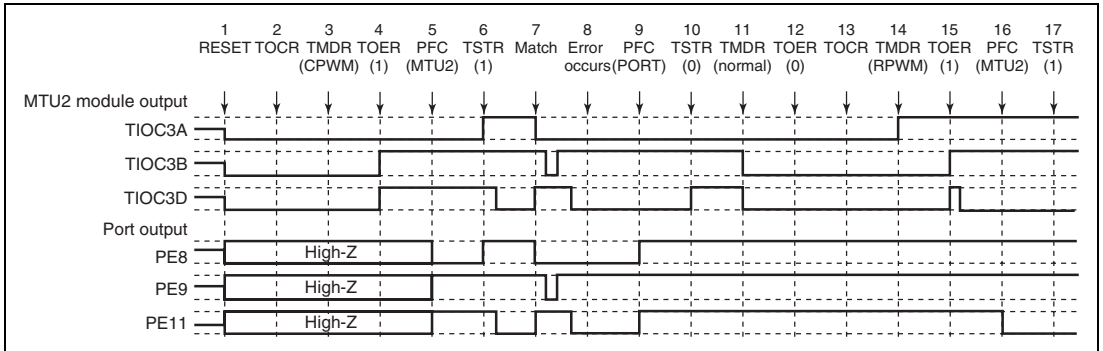 1 2 3 4 5 6 7 8 9 10 11 12 13 14 15 16 17
RESET TOCR TMDR TOER PFC TSTR Match Error PFC TSTR TMDR TOER TOCR TMDR TOER PFC TSTR
(CPWM) (1) (MTU2) (1) occurs (PORT) (0) (normal) (0) (RPWM) (1) (MTU2) (1)
MTU2 module output
TIOC3A
TIOC3B
TIOC3D
Port output
PE8 High-Z
PE9 High-Z
PE11 High-Z